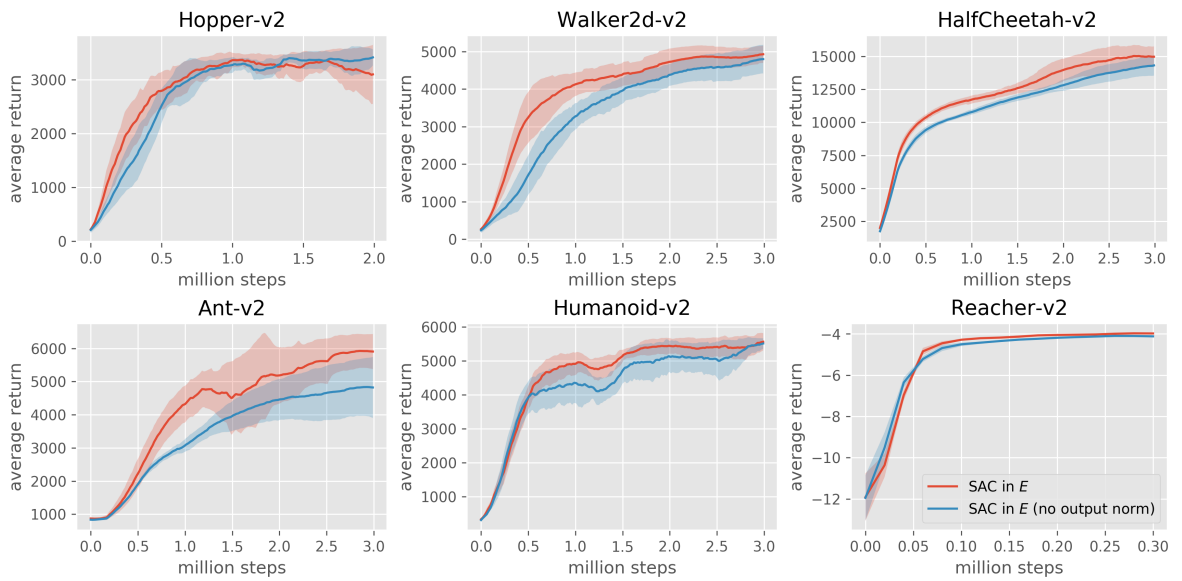 Hopper-v2
Walker2d-v2
HalfCheetah-v2
average return
3000
2000
1000
0
0.0 0.5 1.0 1.5 2.0
million steps
average return
5000
4000
3000
2000
1000
0
0.0 0.5 1.0 1.5 2.0 2.5 3.0
million steps
average return
15000
12500
10000
7500
5000
2500
0.0 0.5 1.0 1.5 2.0 2.5 3.0
million steps
Ant-v2
Humanoid-v2
Reacher-v2
average return
6000
5000
4000
3000
2000
1000
0.0 0.5 1.0 1.5 2.0 2.5 3.0
million steps
average return
6000
5000
4000
3000
2000
1000
0.0 0.5 1.0 1.5 2.0 2.5 3.0
million steps
average return
−4
−6
−8
−10
−12
SAC in E
SAC in E (no output norm)
0.00 0.05 0.10 0.15 0.20 0.25 0.30
million steps